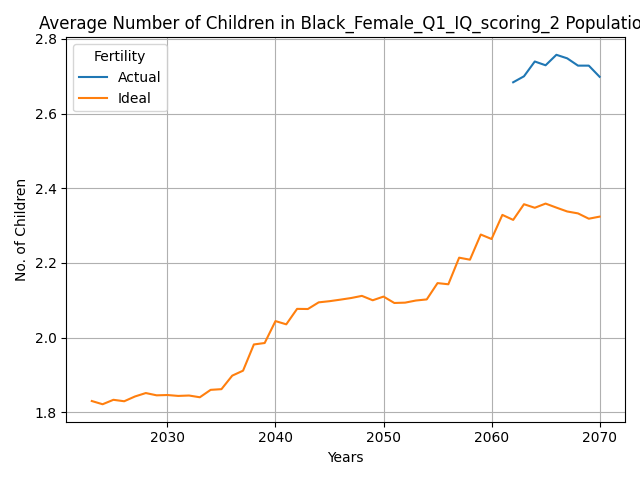 Average Number of Children in Black_Female_Q1_IQ_scoring_2 Populatio
Fertility
Actual
Ideal
No. of Children
2.8
2.6
2.4
2.2
2.0
1.8
2030 2040 2050 2060 2070
Years